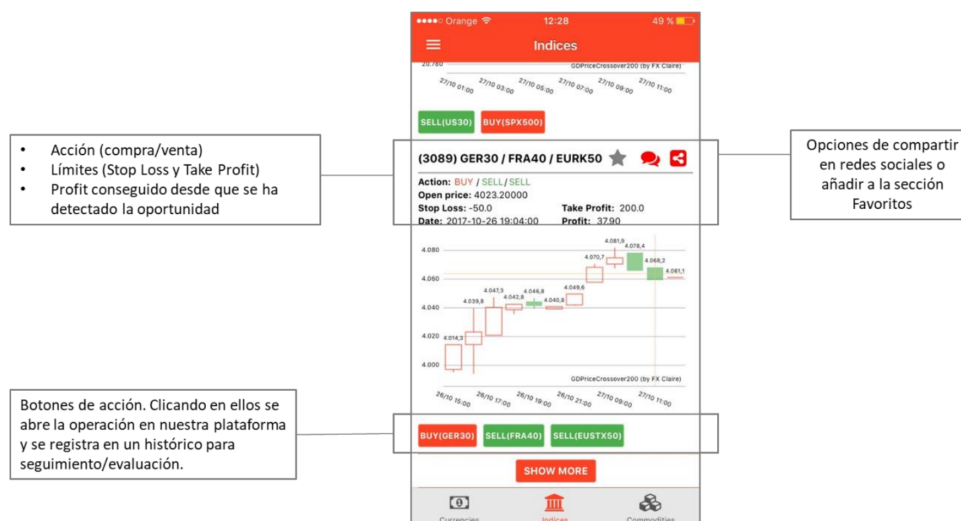 Orange 12:28 49 %
Indices
20.780
GDPriceCrossover200 (by FX Claire)
27/10 01:00 27/10 03:00 27/10 05:00 27/10 07:00 27/10 09:00 27/10 11:00
SELL(US30) BUY(SPX500)
• Acción (compra/venta)
• Límites (Stop Loss y Take Profit)
• Profit conseguido desde que se ha
detectado la oportunidad
(3089) GER30 / FRA40 / EURK50
Action: BUY / SELL/ SELL
Open price: 4023.20000
Stop Loss: -50.0 Take Profit: 200.0
Date: 2017-10-26 19:04:00 Profit: 37.90
Opciones de compartir
en redes sociales o
añadir a la sección
Favoritos
4.080
4.060
4.040
4.020
4.000
4.014,3 4.039,8 4.047,3 4.042,8 4.046,8 4.040,8 4.049,6 4.070,7 4.081,9 4.078,4 4.068,2 4.061,1
GDPriceCrossover200 (by FX Claire)
26/10 15:00 26/10 17:00 26/10 19:00 26/10 21:00 27/10 09:00 27/10 11:00
Botones de acción. Clicando en ellos se
abre la operación en nuestra plataforma
y se registra en un histórico para
seguimiento/evaluación.
BUY(GER30) SELL(FRA40) SELL(EUSTX50)
SHOW MORE
Currencies Indices Commodities